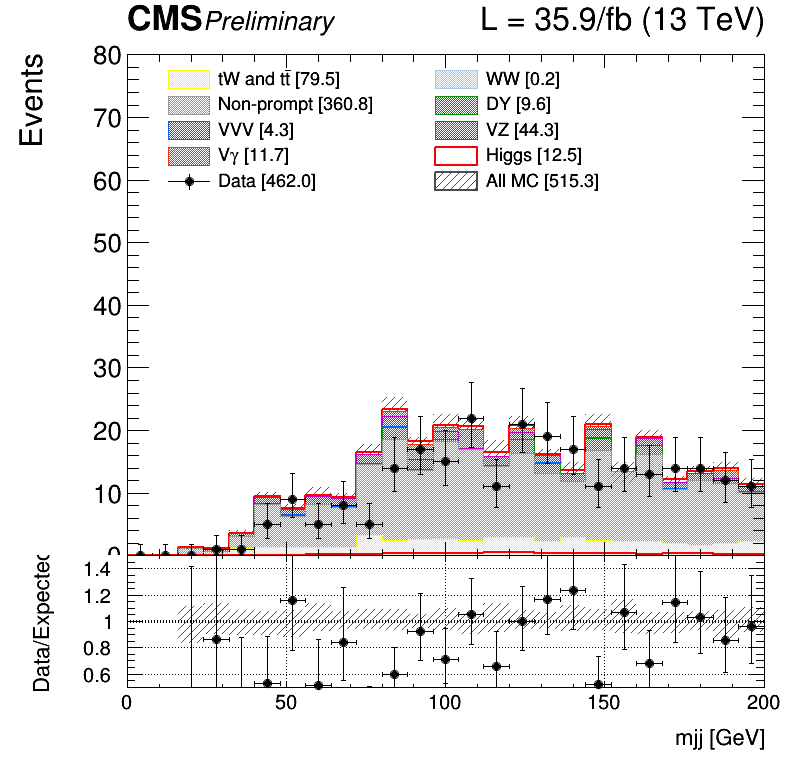 CMS Preliminary L = 35.9/fb (13 TeV)
Events
80
70
60
50
40
30
20
10
0
tW and tt̄ [79.5]
Non-prompt [360.8]
VVV [4.3]
Vγ [11.7]
Data [462.0]
WW [0.2]
DY [9.6]
VZ [44.3]
Higgs [12.5]
All MC [515.3]
Data/Expected
1.4
1.2
1
0.8
0.6
0 50 100 150 200
mjj [GeV]